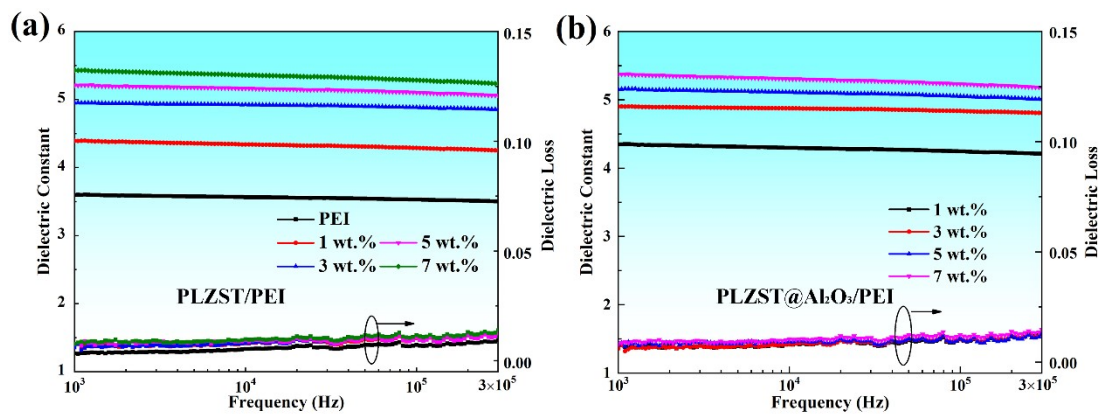 (a)
6
5
4
3
2
1
Dielectric Constant
0.15
0.10
0.05
0.00
Dielectric Loss
PEI
1 wt.% 5 wt.%
3 wt.% 7 wt.%
PLZST/PEI
10³ 10⁴ 10⁵ 3×10⁵
Frequency (Hz)
(b)
6
5
4
3
2
1
Dielectric Constant
0.15
0.10
0.05
0.00
Dielectric Loss
1 wt.%
3 wt.%
5 wt.%
7 wt.%
PLZST@Al₂O₃/PEI
10³ 10⁴ 10⁵ 3×10⁵
Frequency (Hz)